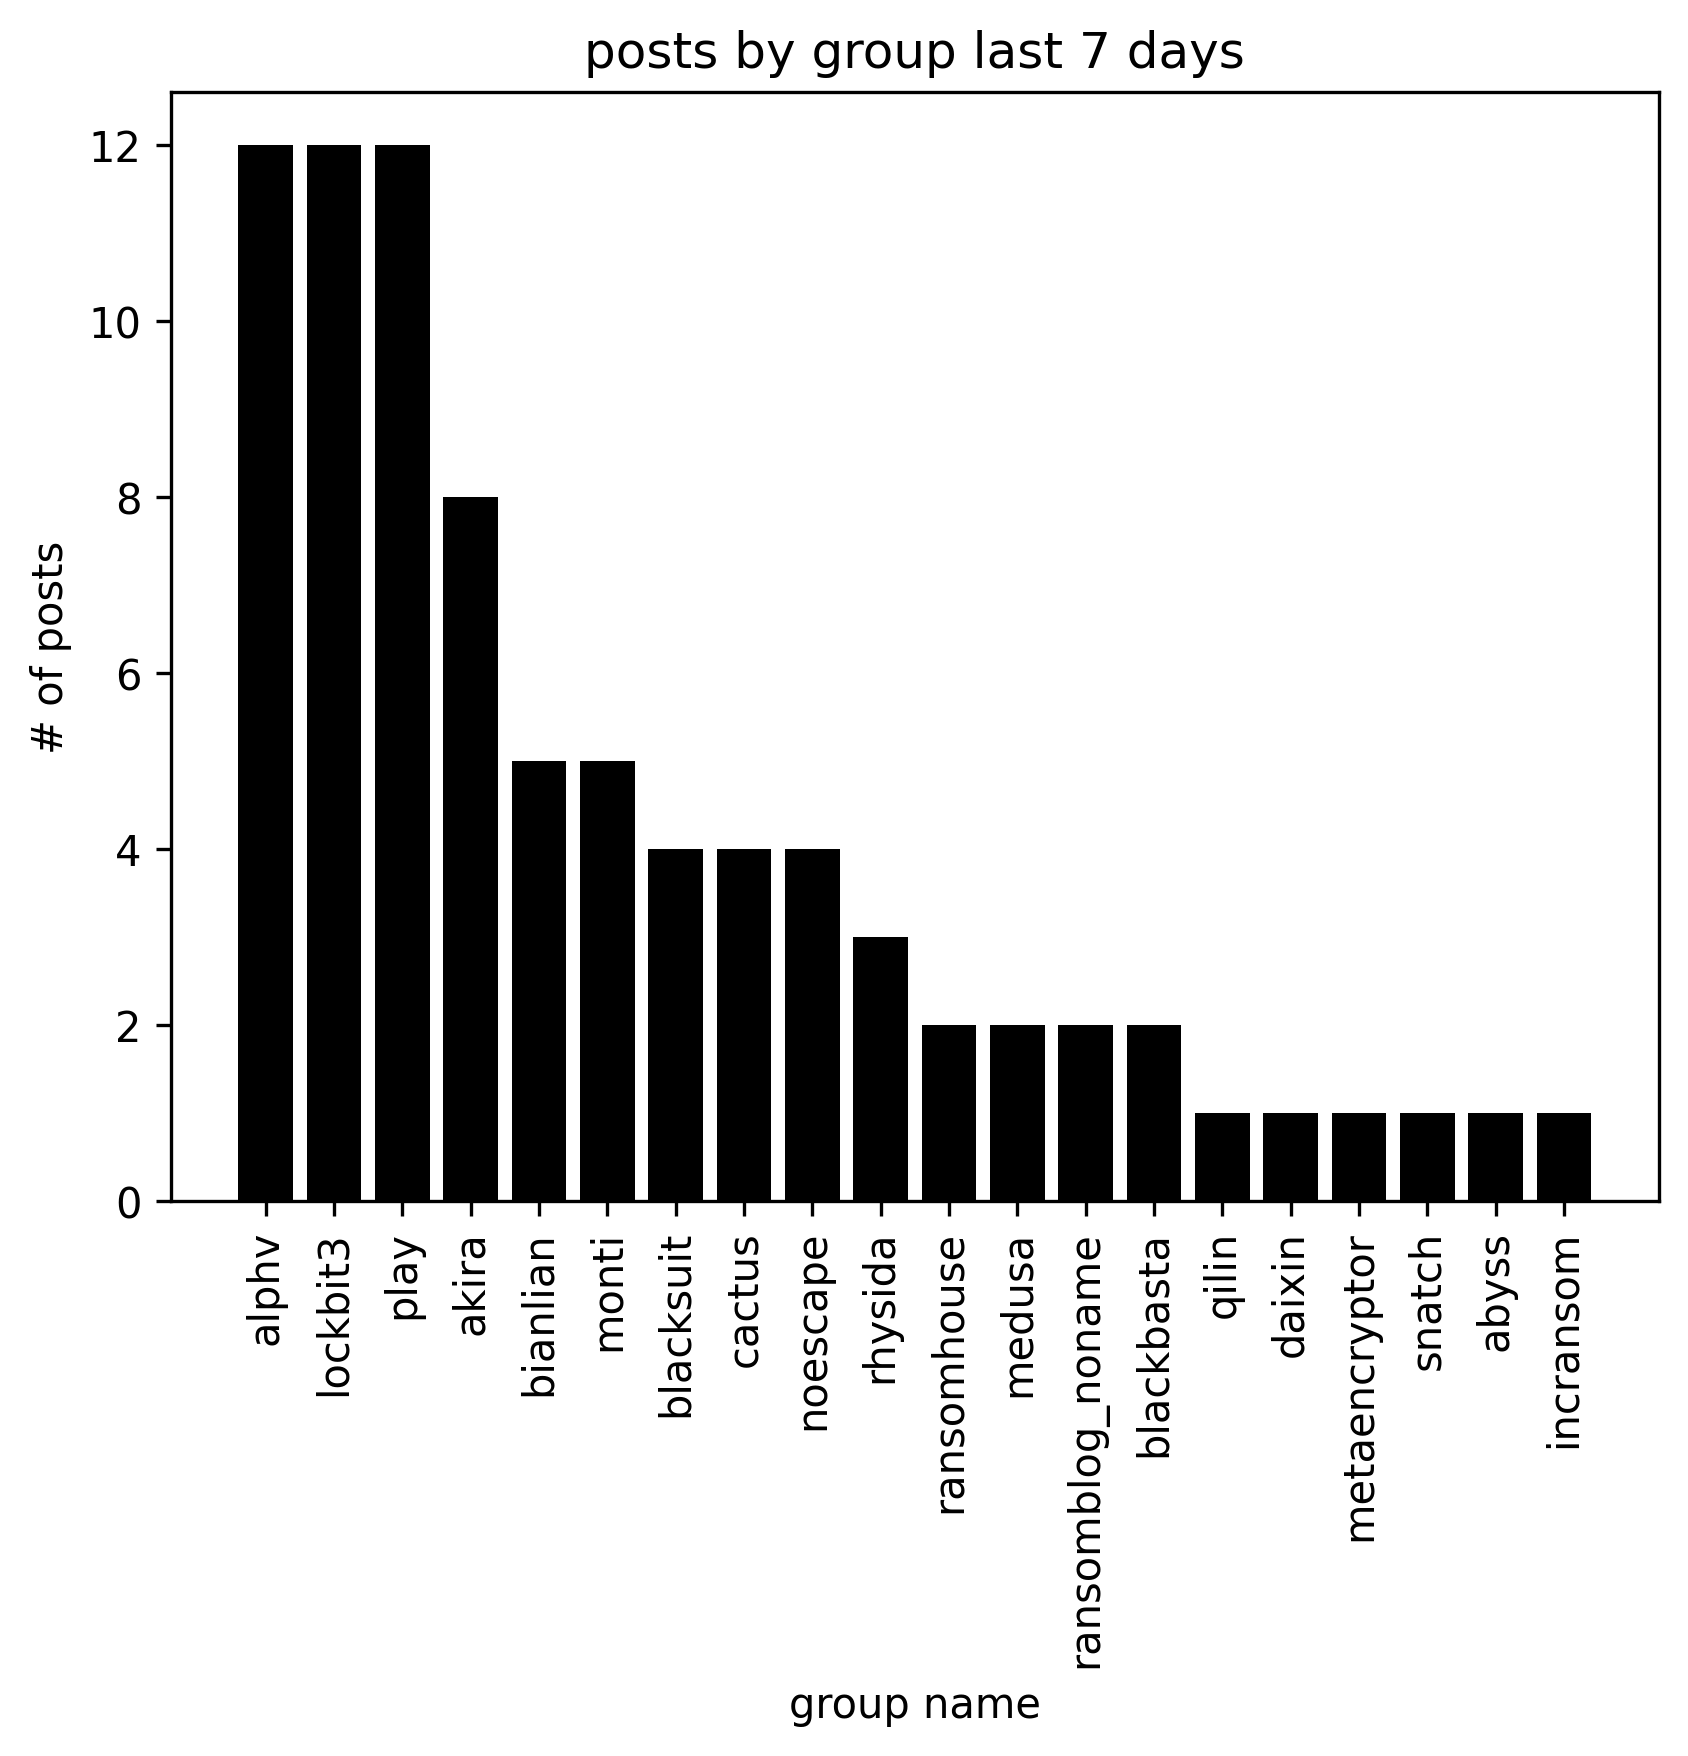 posts by group last 7 days
# of posts
12
10
8
6
4
2
0
alphv
lockbit3
play
akira
bianlian
monti
blacksuit
cactus
noescape
rhysida
ransomhouse
medusa
ransomblog_noname
blackbasta
qilin
daixin
metaencryptor
snatch
abyss
incransom
group name